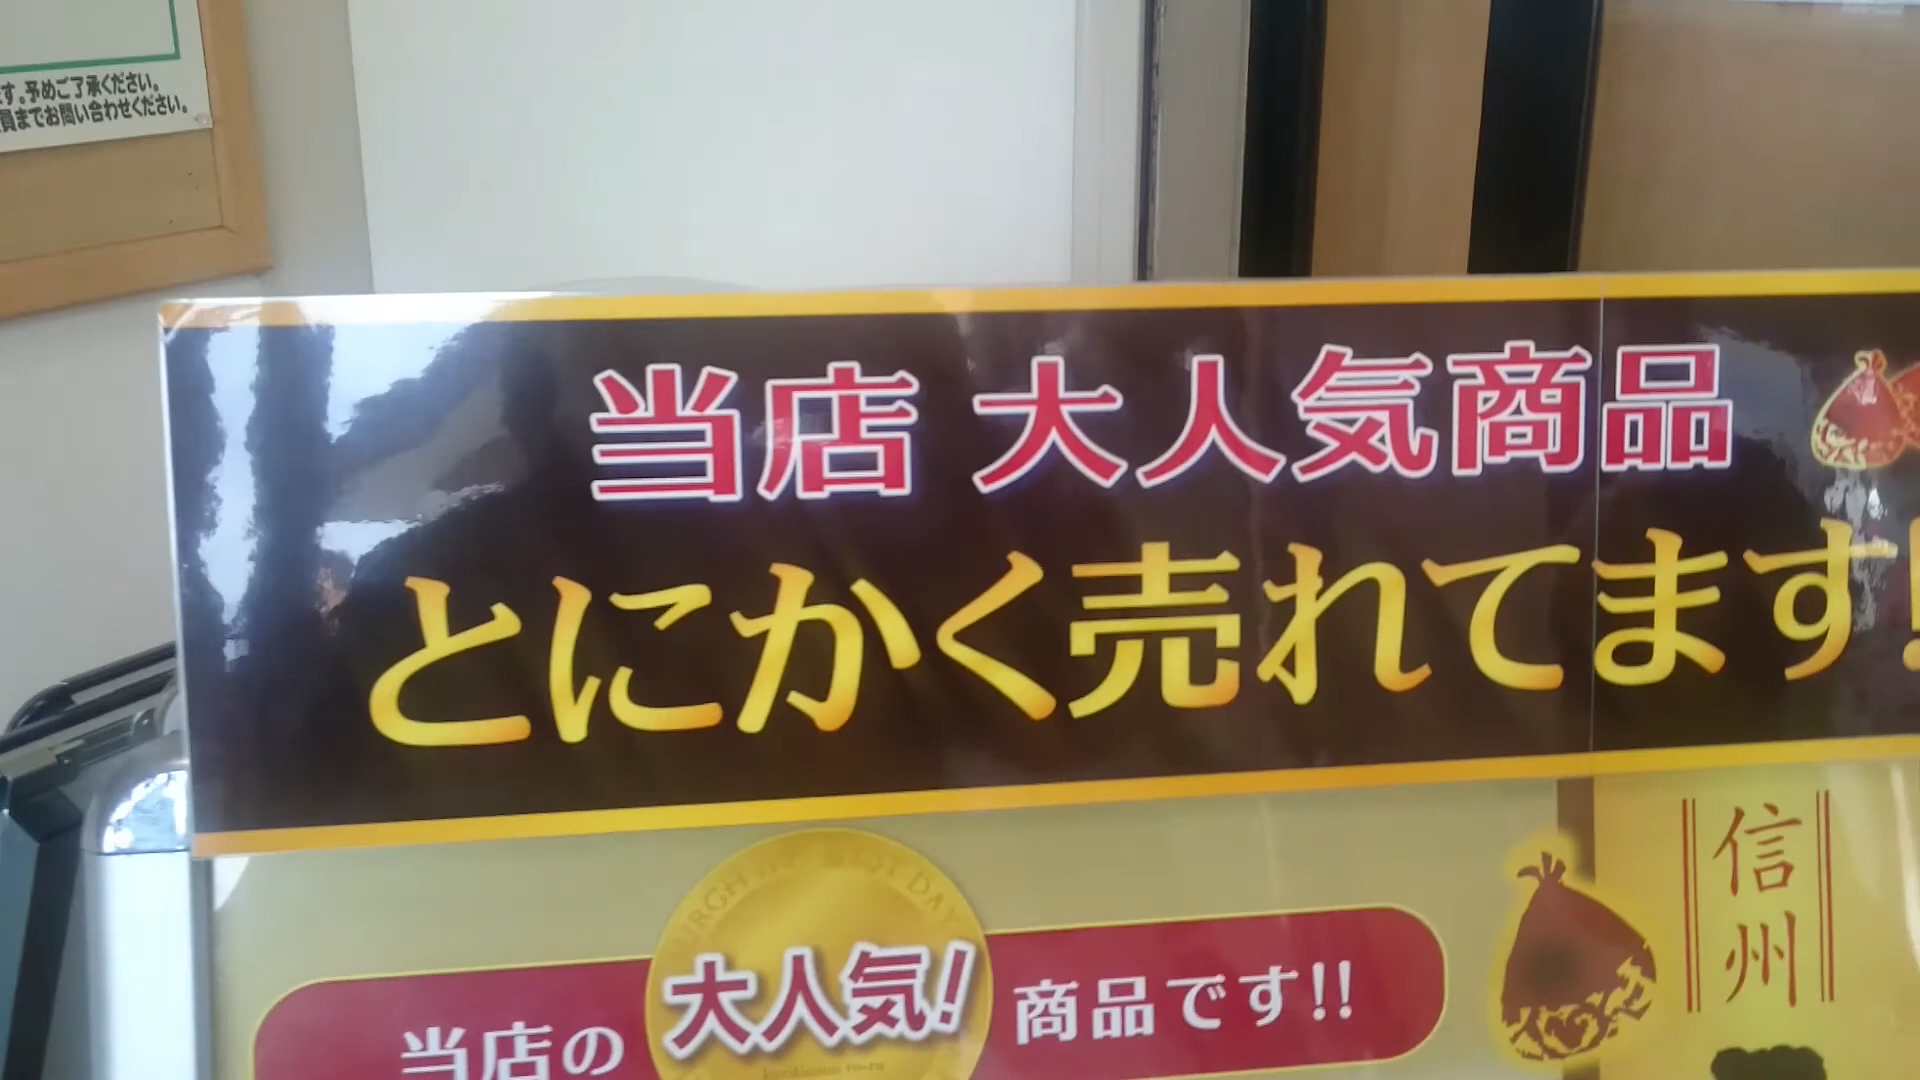 す。予めご了承ください。
員までお問い合わせください。
当店 大人気商品
とにかく売れてます!
信州
当店の 大人気! 商品です!!